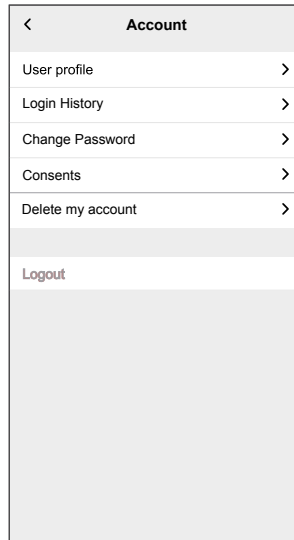 Account
User profile
Login History
Change Password
Consents
Delete my account
Logout